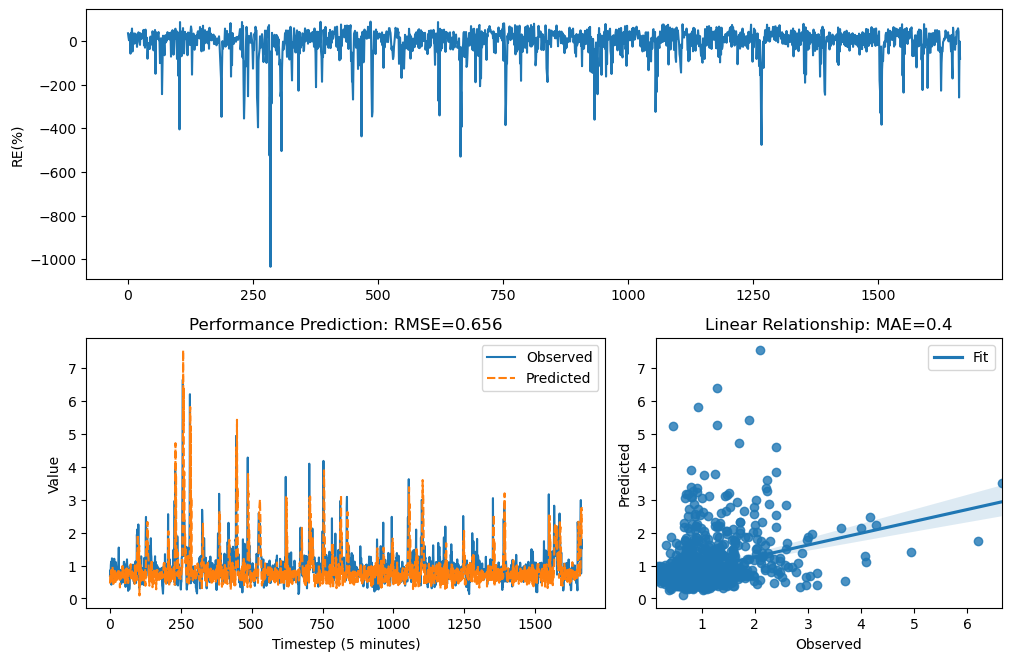 RE(%)
0
−200
−400
−600
−800
−1000
0 250 500 750 1000 1250 1500
Performance Prediction: RMSE=0.656
Value
7
6
5
4
3
2
1
0
Observed
Predicted
0 250 500 750 1000 1250 1500
Timestep (5 minutes)
Linear Relationship: MAE=0.4
Predicted
7
6
5
4
3
2
1
0
Fit
1 2 3 4 5 6
Observed